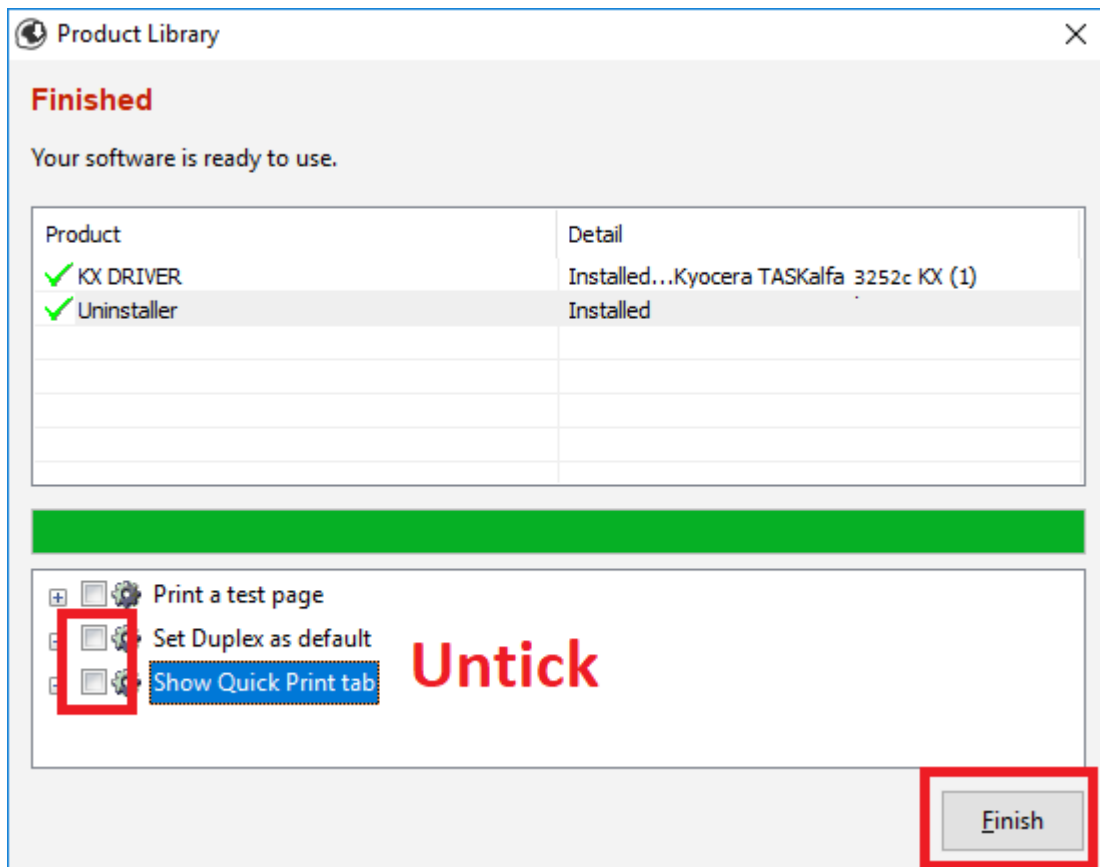 Product Library
Finished
Your software is ready to use.
Product Detail
KX DRIVER Installed...Kyocera TASKalfa 3252c KX (1)
Uninstaller Installed
Print a test page
Set Duplex as default
Show Quick Print tab
Untick
Finish